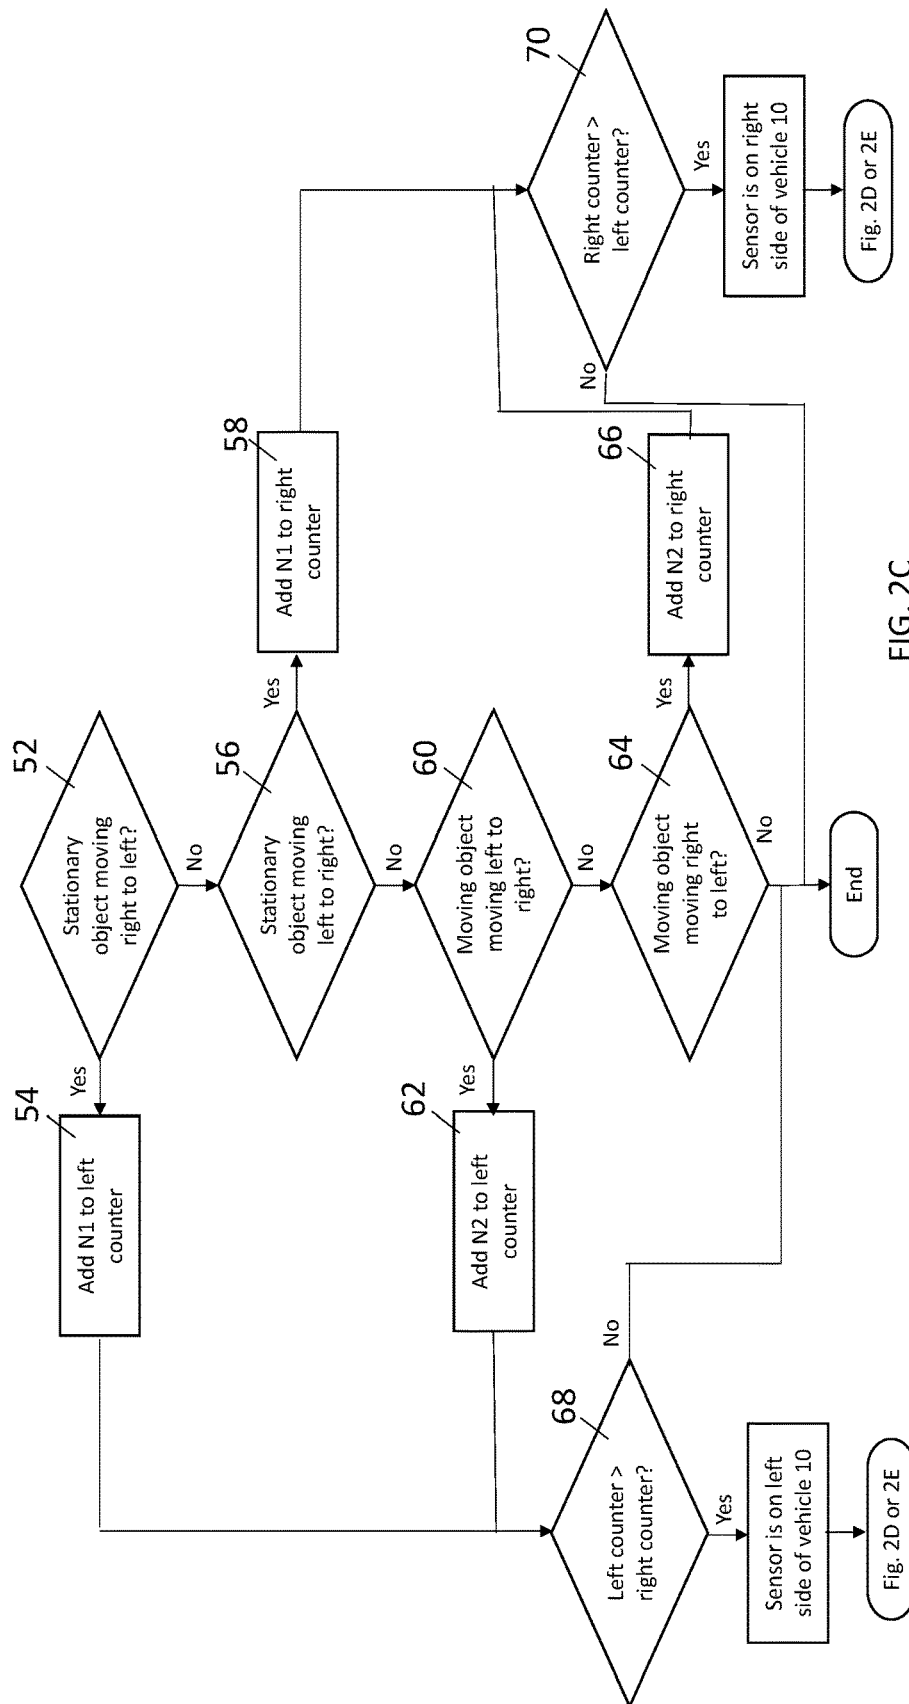 52
Stationary
object moving
right to left?
Yes
No
54
Add N1 to left
counter
56
Stationary
object moving
left to right?
Yes
No
58
Add N1 to right
counter
60
Moving object
moving left to
right?
Yes
No
62
Add N2 to left
counter
64
Moving object
moving right
to left?
Yes
No
66
Add N2 to right
counter
68
Left counter >
right counter?
No
Yes
Sensor is on left
side of vehicle 10
Fig. 2D or 2E
70
Right counter >
left counter?
No
Yes
Sensor is on right
side of vehicle 10
Fig. 2D or 2E
End
FIG. 2C